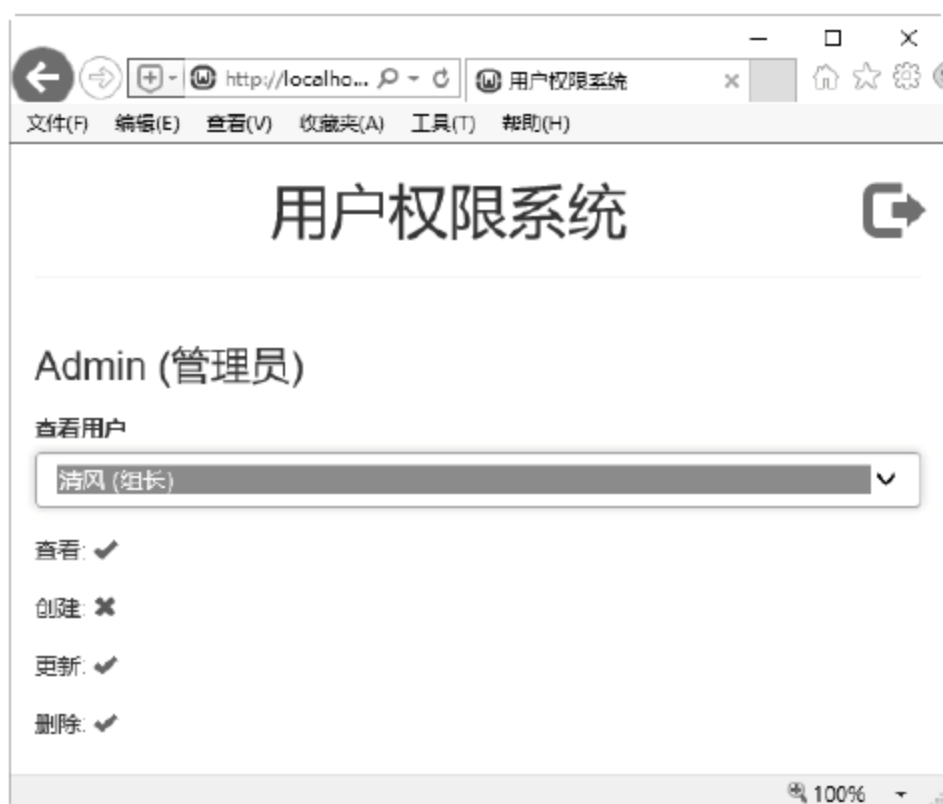 http://localho... 用户权限系统
文件(F) 编辑(E) 查看(V) 收藏夹(A) 工具(T) 帮助(H)
用户权限系统
Admin (管理员)
查看用户
清风 (组长)
查看:
创建:
更新:
删除:
100%